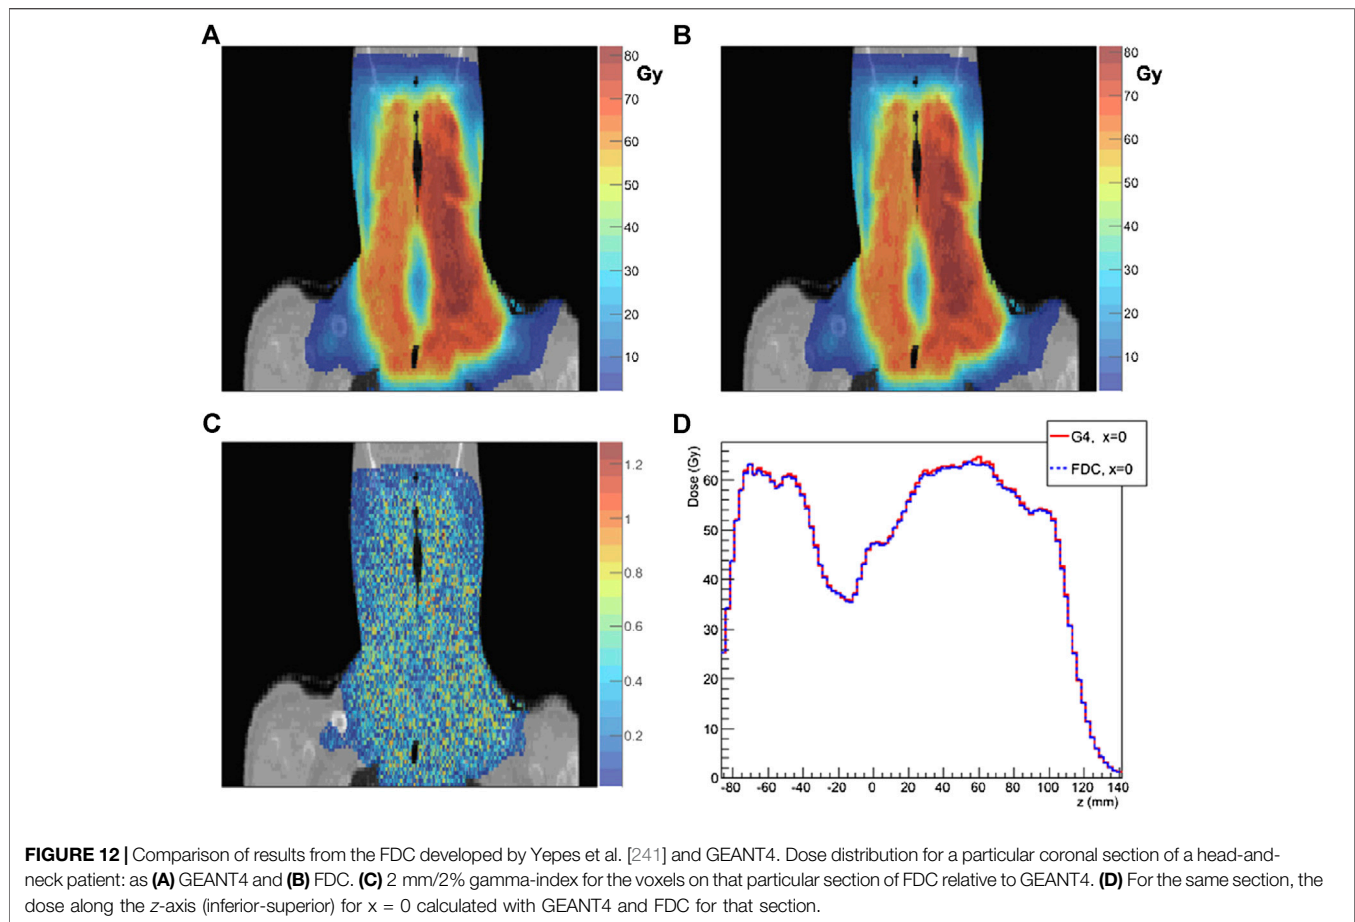 A
80
Gy
70
60
50
40
30
20
10
B
80
Gy
70
60
50
40
30
20
10
C
1.2
1
0.8
0.6
0.4
0.2
D
G4, x=0
FDC, x=0
Dose (Gy)
60
50
40
30
20
10
0
-80 -60 -40 -20 0 20 40 60 80 100 120 140
z (mm)
FIGURE 12 | Comparison of results from the FDC developed by Yepes et al. [241] and GEANT4. Dose distribution for a particular coronal section of a head-and-
neck patient: as (A) GEANT4 and (B) FDC. (C) 2 mm/2% gamma-index for the voxels on that particular section of FDC relative to GEANT4. (D) For the same section, the
dose along the z-axis (inferior-superior) for x = 0 calculated with GEANT4 and FDC for that section.